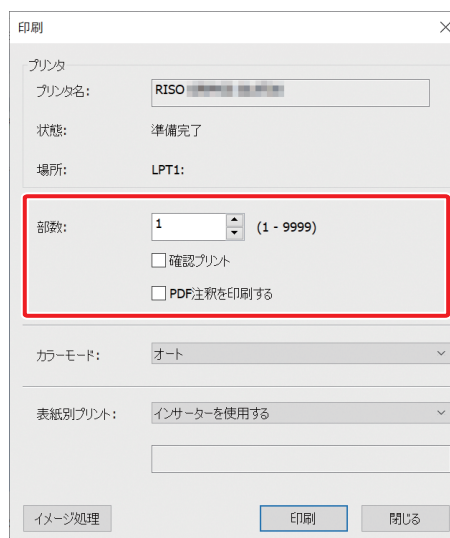 印刷
プリンタ
プリンタ名: RISO
状態: 準備完了
場所: LPT1:
部数: 1 (1 - 9999)
確認プリント
PDF注釈を印刷する
カラーモード: オート
表紙別プリント: インサーターを使用する
イメージ処理 印刷 閉じる